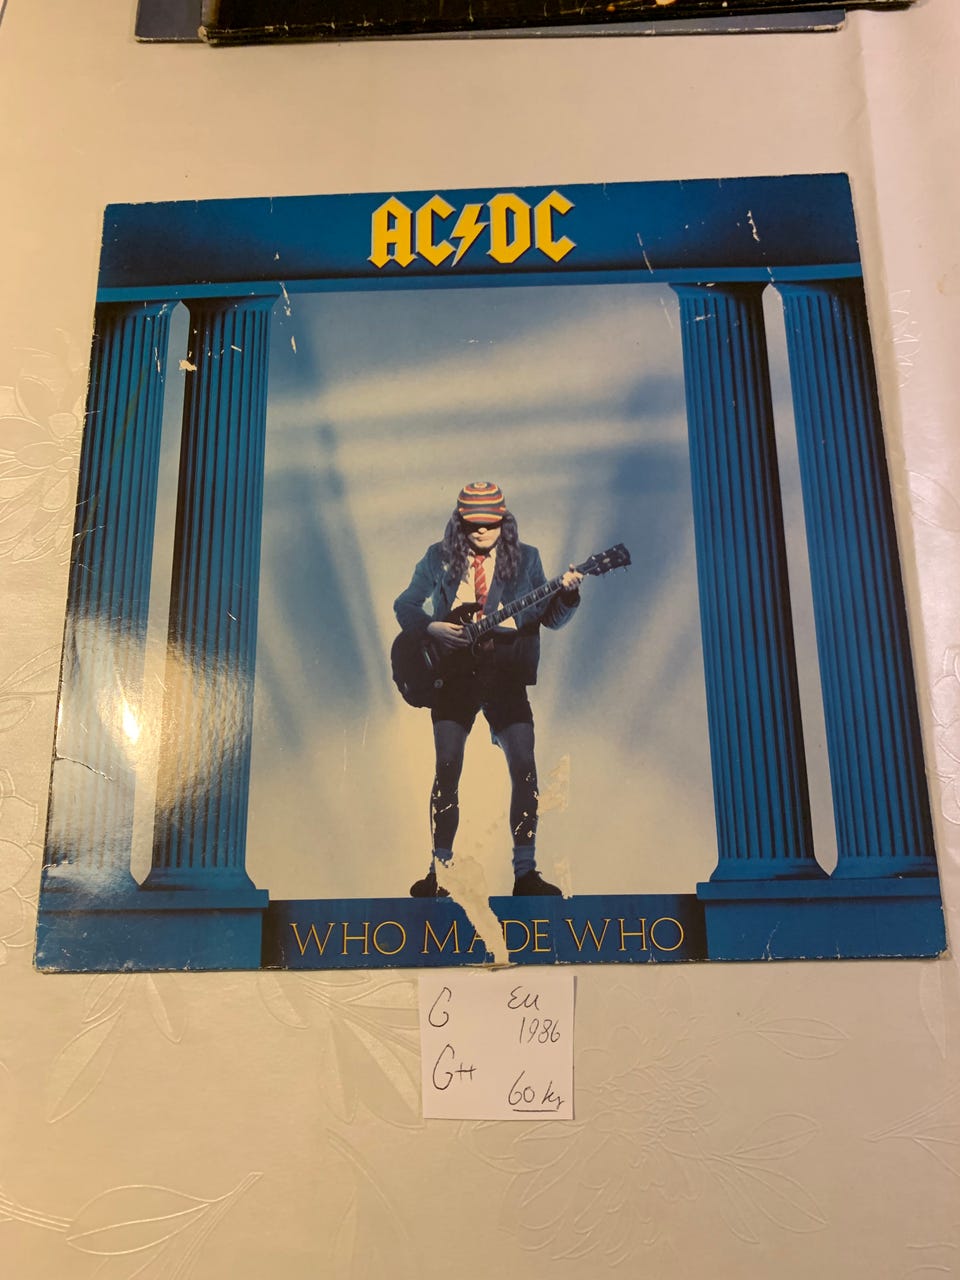 AC⚡DC
WHO MADE WHO
G EU
1986
G++
60 kr